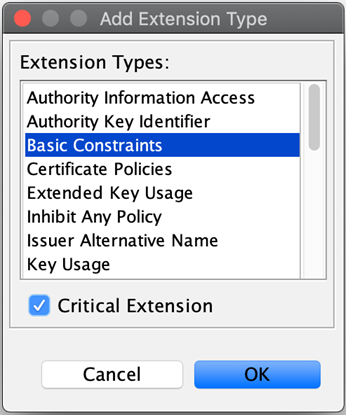 Add Extension Type
Extension Types:
Authority Information Access
Authority Key Identifier
Basic Constraints
Certificate Policies
Extended Key Usage
Inhibit Any Policy
Issuer Alternative Name
Key Usage
Critical Extension
Cancel OK